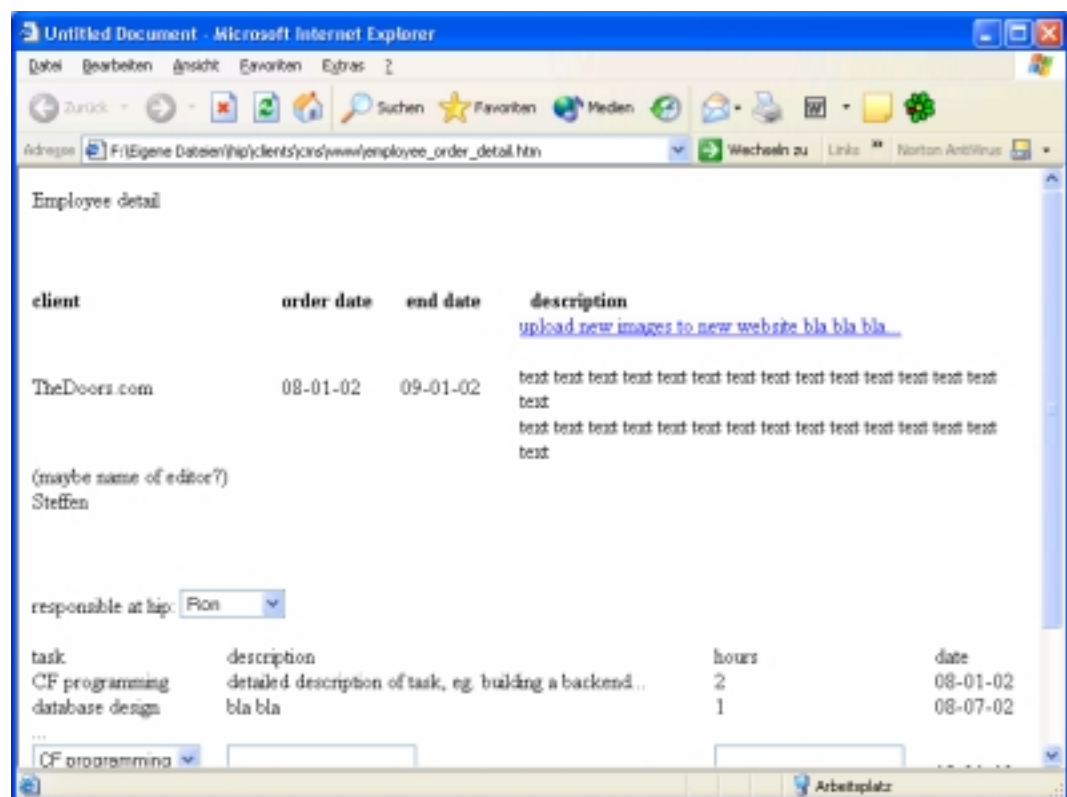 Untitled Document - Microsoft Internet Explorer
Datei Bearbeiten Ansicht Favoriten Extras ?
Zurück Suchen Favoriten Medien
Adresse F:\Eigene Dateien\hip\clients\cms\www\employee_order_detail.htm Wechseln zu Links » Norton AntiVirus
Employee detail
client order date end date description
upload new images to new website bla bla bla...
TheDoors.com 08-01-02 09-01-02 text text text text text text text text text text text text text text
text
text text text text text text text text text text text text text text
text
(maybe name of editor?)
Steffen
responsible at hip: Ron
task description hours date
CF programming detailed description of task, eg. building a backend... 2 08-01-02
database design bla bla 1 08-07-02
...
CF programming
Arbeitsplatz